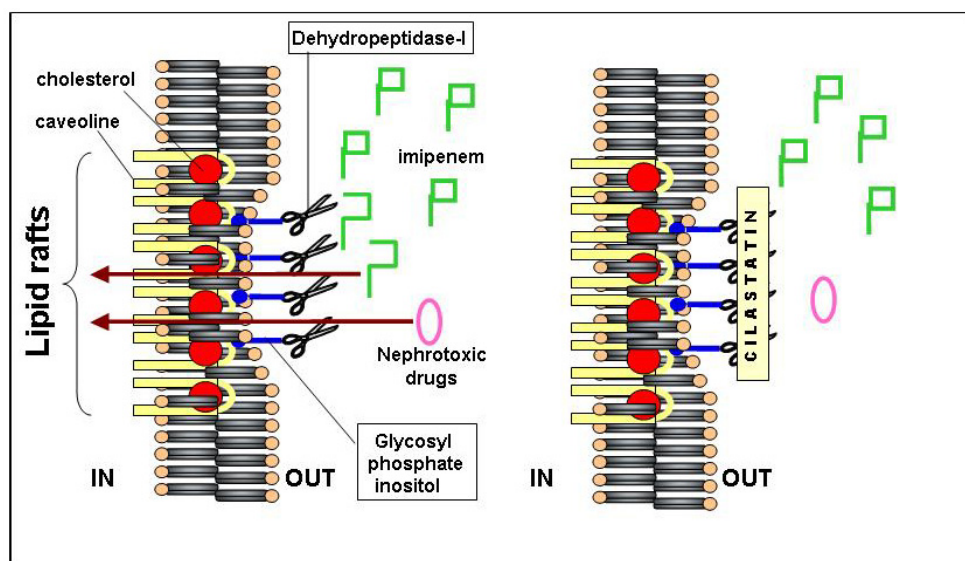 Dehydropeptidase-I
cholesterol
caveoline
imipenem
Lipid rafts
Nephrotoxic
drugs
Glycosyl
phosphate
inositol
IN
OUT
CILASTATIN
IN
OUT